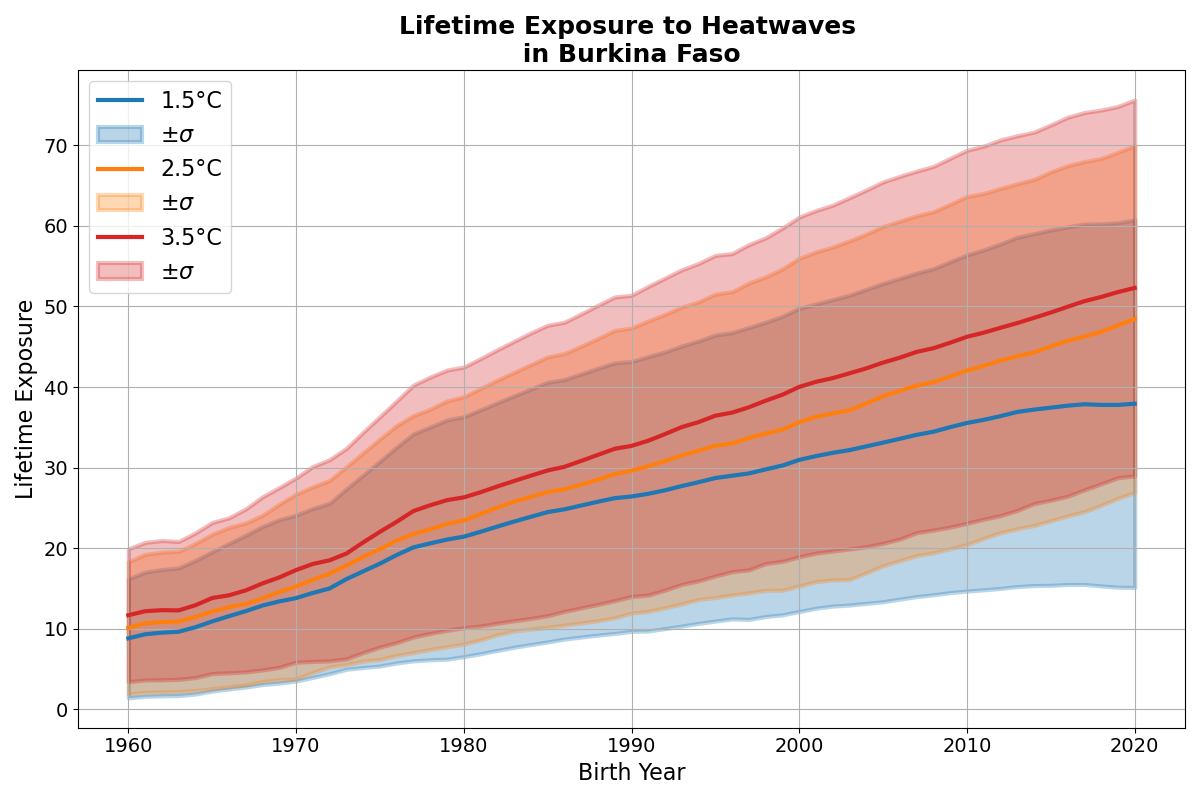 Lifetime Exposure to Heatwaves
in Burkina Faso
1.5°C
±σ
2.5°C
±σ
3.5°C
±σ
Lifetime Exposure
70
60
50
40
30
20
10
0
1960 1970 1980 1990 2000 2010 2020
Birth Year